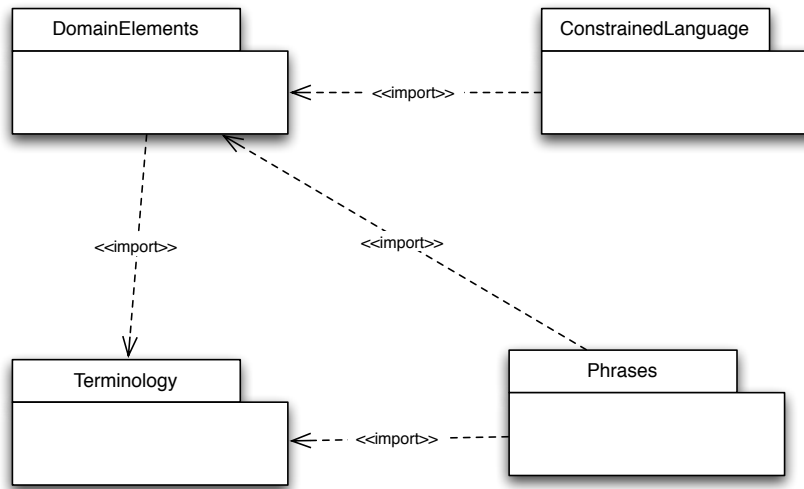 DomainElements
ConstrainedLanguage
<<import>>
<<import>>
<<import>>
Terminology
Phrases
<<import>>